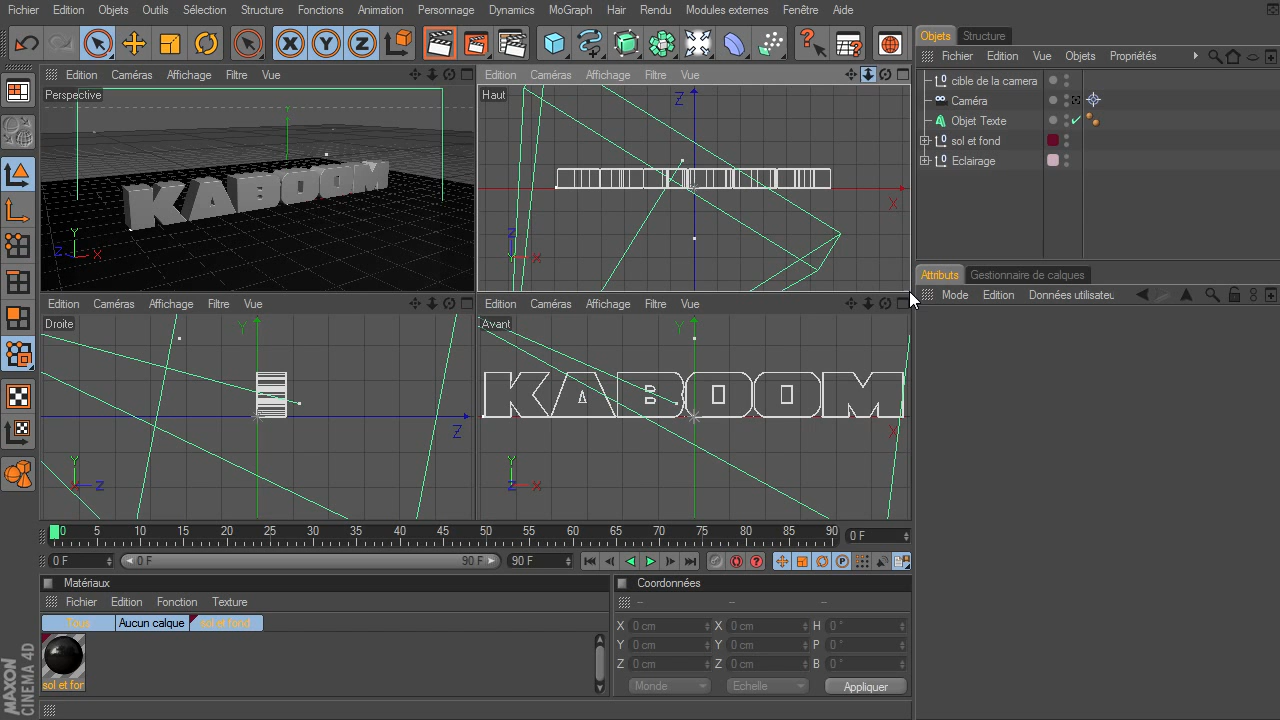 Fichier Edition Objets Outils Sélection Structure Fonctions Animation Personnage Dynamics MoGraph Hair Rendu Modules externes Fenêtre Aide
Objets Structure
Fichier Edition Vue Objets Propriétés
cible de la camera
Caméra
Objet Texte
sol et fond
Eclairage
Edition Caméras Affichage Filtre Vue
Perspective
KABOOM
Y
Z X
Edition Caméras Affichage Filtre Vue
Haut
Z
X
Z
Y X
Edition Caméras Affichage Filtre Vue
Droite
Y
Z
Y
X Z
Edition Caméras Affichage Filtre Vue
Avant
Y
KABOOM
X
Y
Z X
Attributs Gestionnaire de calques
Mode Edition Données utilisateu
0 5 10 15 20 25 30 35 40 45 50 55 60 65 70 75 80 85 90 0 F
0 F 0 F 90 F 90 F
Matériaux
Fichier Edition Fonction Texture
Tous Aucun calque sol et fond
sol et for
Coordonnées
-- -- --
X 0 cm X 0 cm H 0 °
Y 0 cm Y 0 cm P 0 °
Z 0 cm Z 0 cm B 0 °
Monde Echelle Appliquer
MAXON
CINEMA 4D